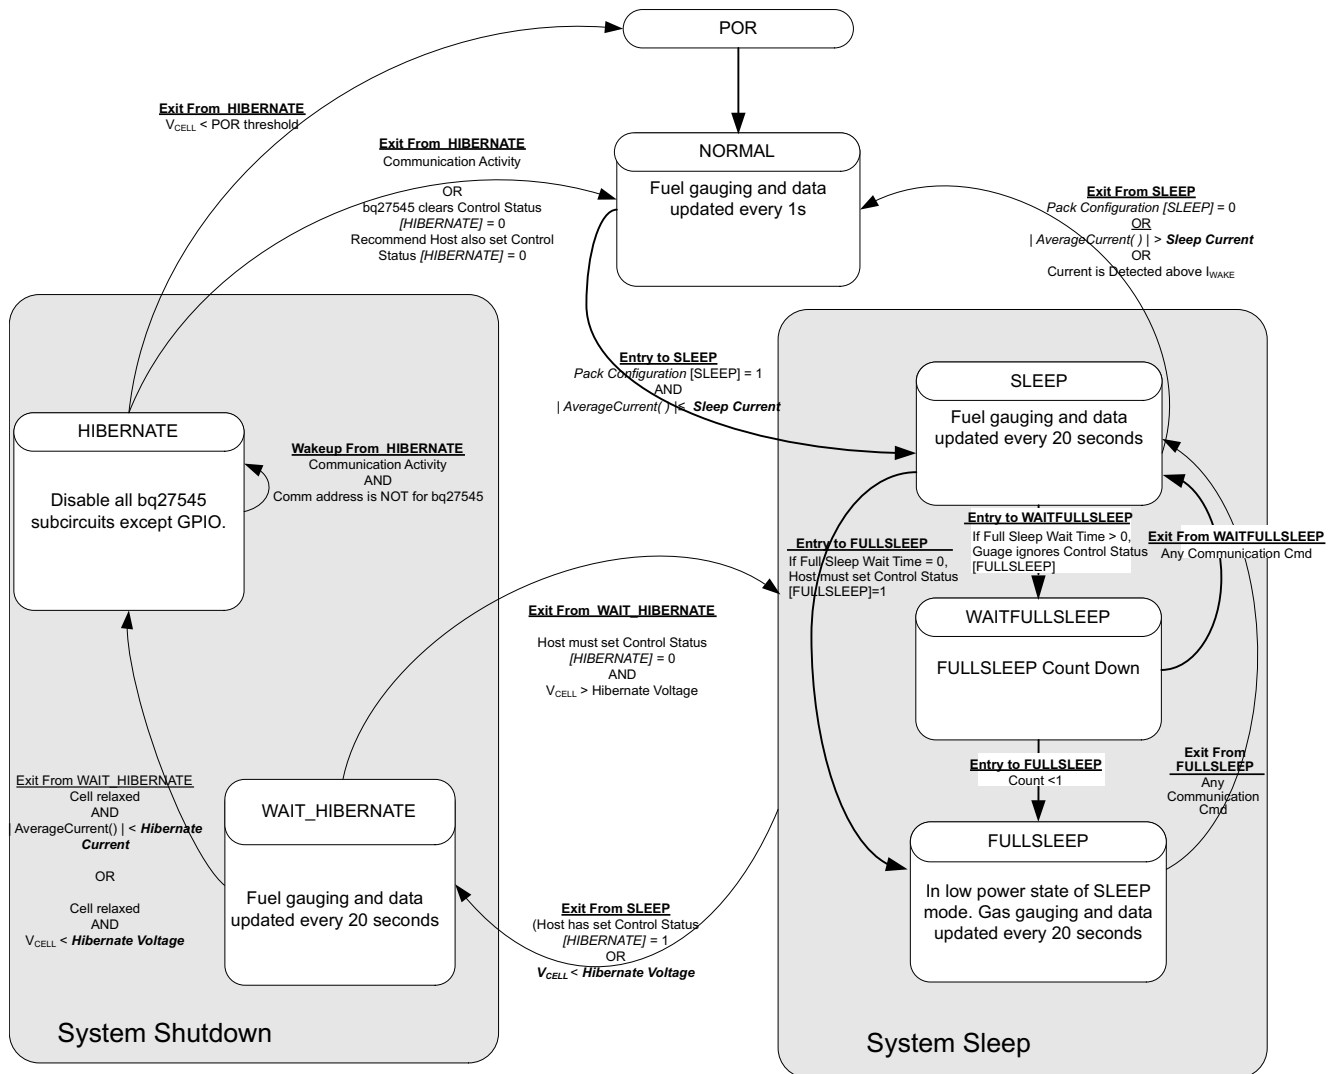 POR
Exit From HIBERNATE
VCELL < POR threshold
Exit From HIBERNATE
Communication Activity
OR
bq27545 clears Control Status
[HIBERNATE] = 0
Recommend Host also set Control
Status [HIBERNATE] = 0
NORMAL
Fuel gauging and data
updated every 1s
Exit From SLEEP
Pack Configuration [SLEEP] = 0
OR
| AverageCurrent( ) | > Sleep Current
OR
Current is Detected above IWAKE
Entry to SLEEP
Pack Configuration [SLEEP] = 1
AND
| AverageCurrent( ) | ≤ Sleep Current
SLEEP
Fuel gauging and data
updated every 20 seconds
HIBERNATE
Disable all bq27545
subcircuits except GPIO.
Wakeup From HIBERNATE
Communication Activity
AND
Comm address is NOT for bq27545
Entry to WAITFULLSLEEP
If Full Sleep Wait Time > 0,
Guage ignores Control Status
[FULLSLEEP]
Exit From WAITFULLSLEEP
Any Communication Cmd
Entry to FULLSLEEP
If Full Sleep Wait Time = 0,
Host must set Control Status
[FULLSLEEP]=1
WAITFULLSLEEP
FULLSLEEP Count Down
Exit From WAIT_HIBERNATE
Host must set Control Status
[HIBERNATE] = 0
AND
VCELL > Hibernate Voltage
Entry to FULLSLEEP
Count <1
Exit From
FULLSLEEP
Any
Communication
Cmd
Exit From WAIT_HIBERNATE
Cell relaxed
AND
| AverageCurrent() | < Hibernate
Current
OR
Cell relaxed
AND
VCELL < Hibernate Voltage
WAIT_HIBERNATE
Fuel gauging and data
updated every 20 seconds
FULLSLEEP
In low power state of SLEEP
mode. Gas gauging and data
updated every 20 seconds
Exit From SLEEP
(Host has set Control Status
[HIBERNATE] = 1
OR
VCELL < Hibernate Voltage
System Shutdown
System Sleep